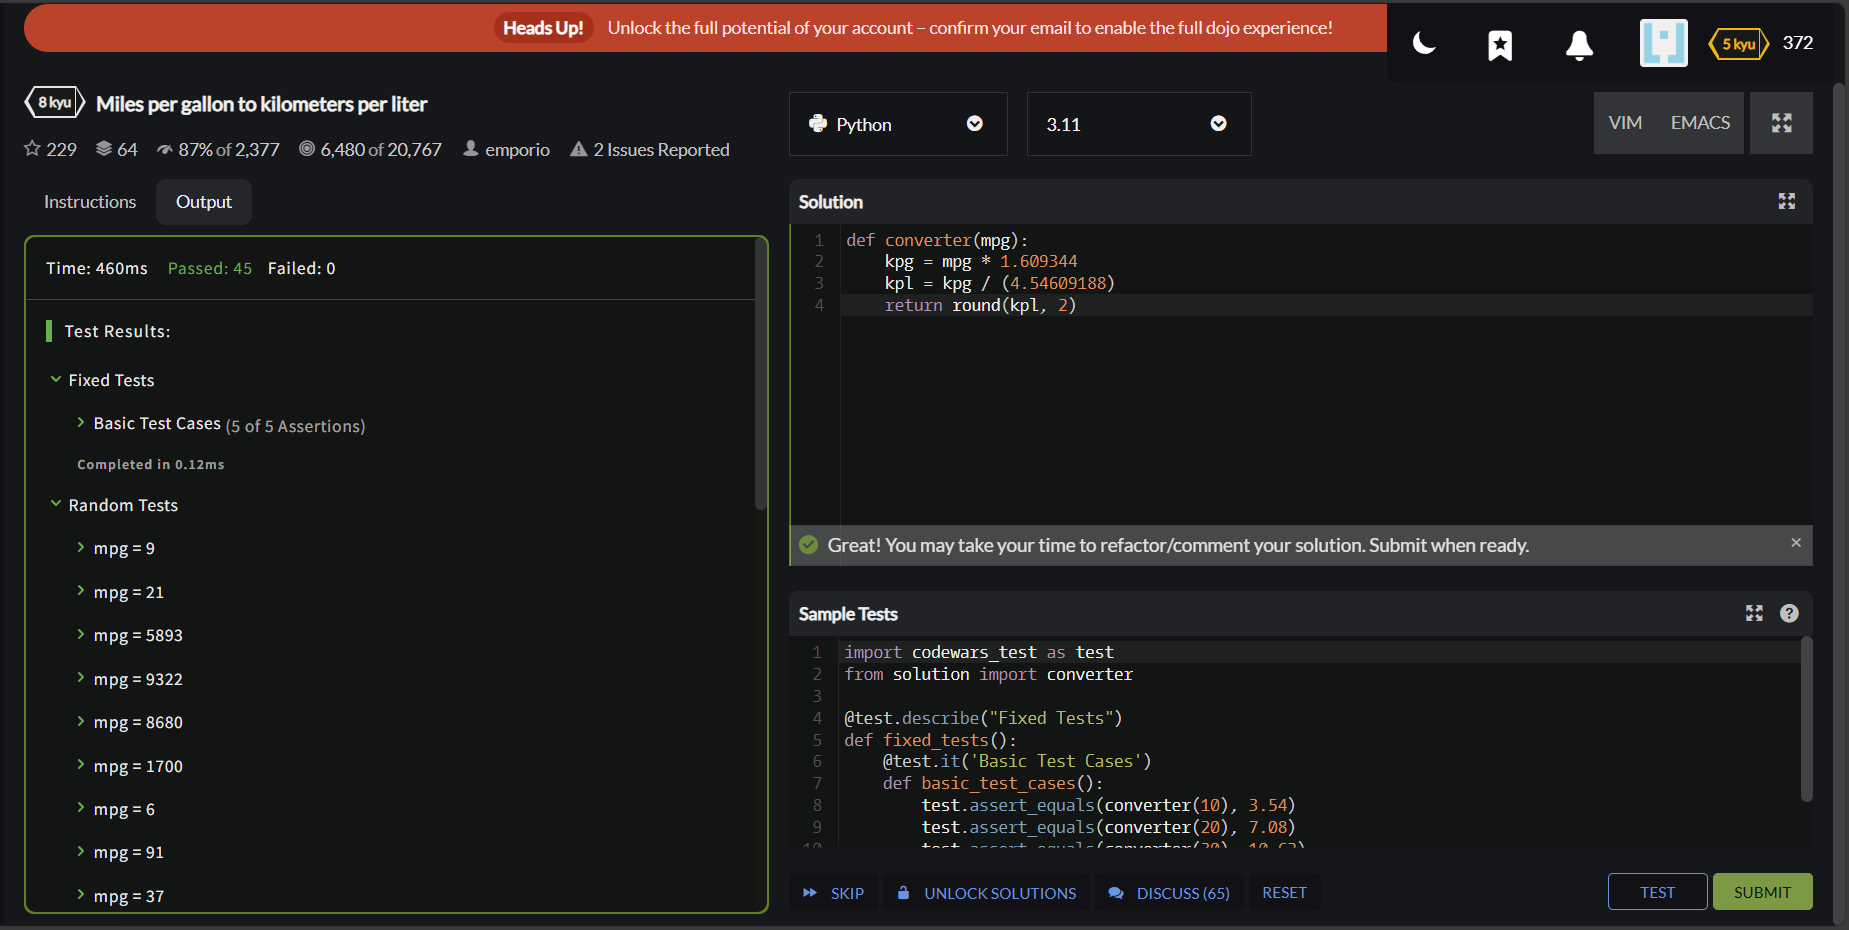 Heads Up! Unlock the full potential of your account – confirm your email to enable the full dojo experience!
5 kyu 372
8 kyu Miles per gallon to kilometers per liter
229 64 87% of 2,377 6,480 of 20,767 emporio 2 Issues Reported
Instructions Output
Time: 460ms Passed: 45 Failed: 0
Test Results:
Fixed Tests
Basic Test Cases (5 of 5 Assertions)
Completed in 0.12ms
Random Tests
mpg = 9
mpg = 21
mpg = 5893
mpg = 9322
mpg = 8680
mpg = 1700
mpg = 6
mpg = 91
mpg = 37
Python 3.11 VIM EMACS
Solution
1 def converter(mpg):
2 kpg = mpg * 1.609344
3 kpl = kpg / (4.54609188)
4 return round(kpl, 2)
Great! You may take your time to refactor/comment your solution. Submit when ready.
Sample Tests
1 import codewars_test as test
2 from solution import converter
3
4 @test.describe("Fixed Tests")
5 def fixed_tests():
6 @test.it('Basic Test Cases')
7 def basic_test_cases():
8 test.assert_equals(converter(10), 3.54)
9 test.assert_equals(converter(20), 7.08)
10 test.assert_equals(converter(30), 10.62)
SKIP UNLOCK SOLUTIONS DISCUSS (65) RESET TEST SUBMIT